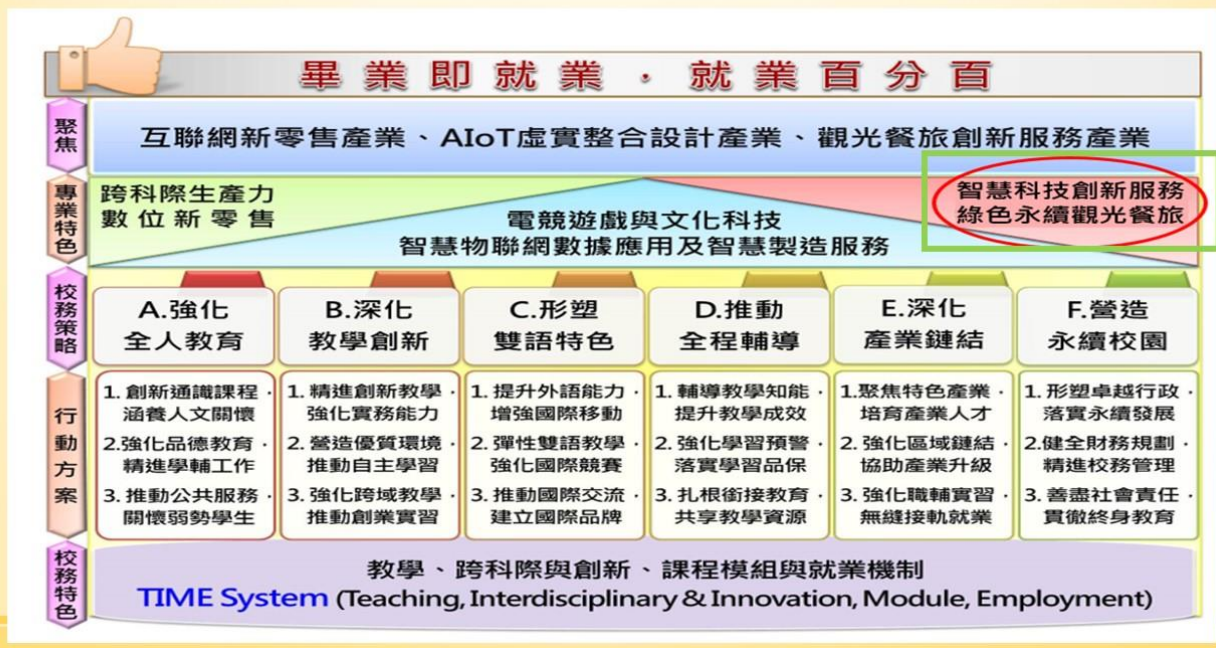 畢業即就業・就業百分百
聚焦
互聯網新零售產業、AIoT虛實整合設計產業、觀光餐旅創新服務產業
專業特色
跨科際生產力
數位新零售
電競遊戲與文化科技
智慧物聯網數據應用及智慧製造服務
智慧科技創新服務
綠色永續觀光餐旅
校務策略
A.強化
全人教育
B.深化
教學創新
C.形塑
雙語特色
D.推動
全程輔導
E.深化
產業鏈結
F.營造
永續校園
行動方案
1. 創新通識課程・
涵養人文關懷
2.強化品德教育・
精進學輔工作
3. 推動公共服務・
關懷弱勢學生
1. 精進創新教學・
強化實務能力
2. 營造優質環境・
推動自主學習
3. 強化跨域教學・
推動創業實習
1. 提升外語能力・
增強國際移動
2. 彈性雙語教學・
強化國際競賽
3. 推動國際交流・
建立國際品牌
1. 輔導教學知能・
提升教學成效
2. 強化學習預警・
落實學習品保
3. 扎根銜接教育・
共享教學資源
1.聚焦特色產業・
培育產業人才
2. 強化區域鏈結・
協助產業升級
3. 強化職輔實習・
無縫接軌就業
1. 形塑卓越行政・
落實永續發展
2.健全財務規劃・
精進校務管理
3. 善盡社會責任・
貫徹終身教育
校務特色
教學、跨科際與創新、課程模組與就業機制
TIME System (Teaching, Interdisciplinary & Innovation, Module, Employment)